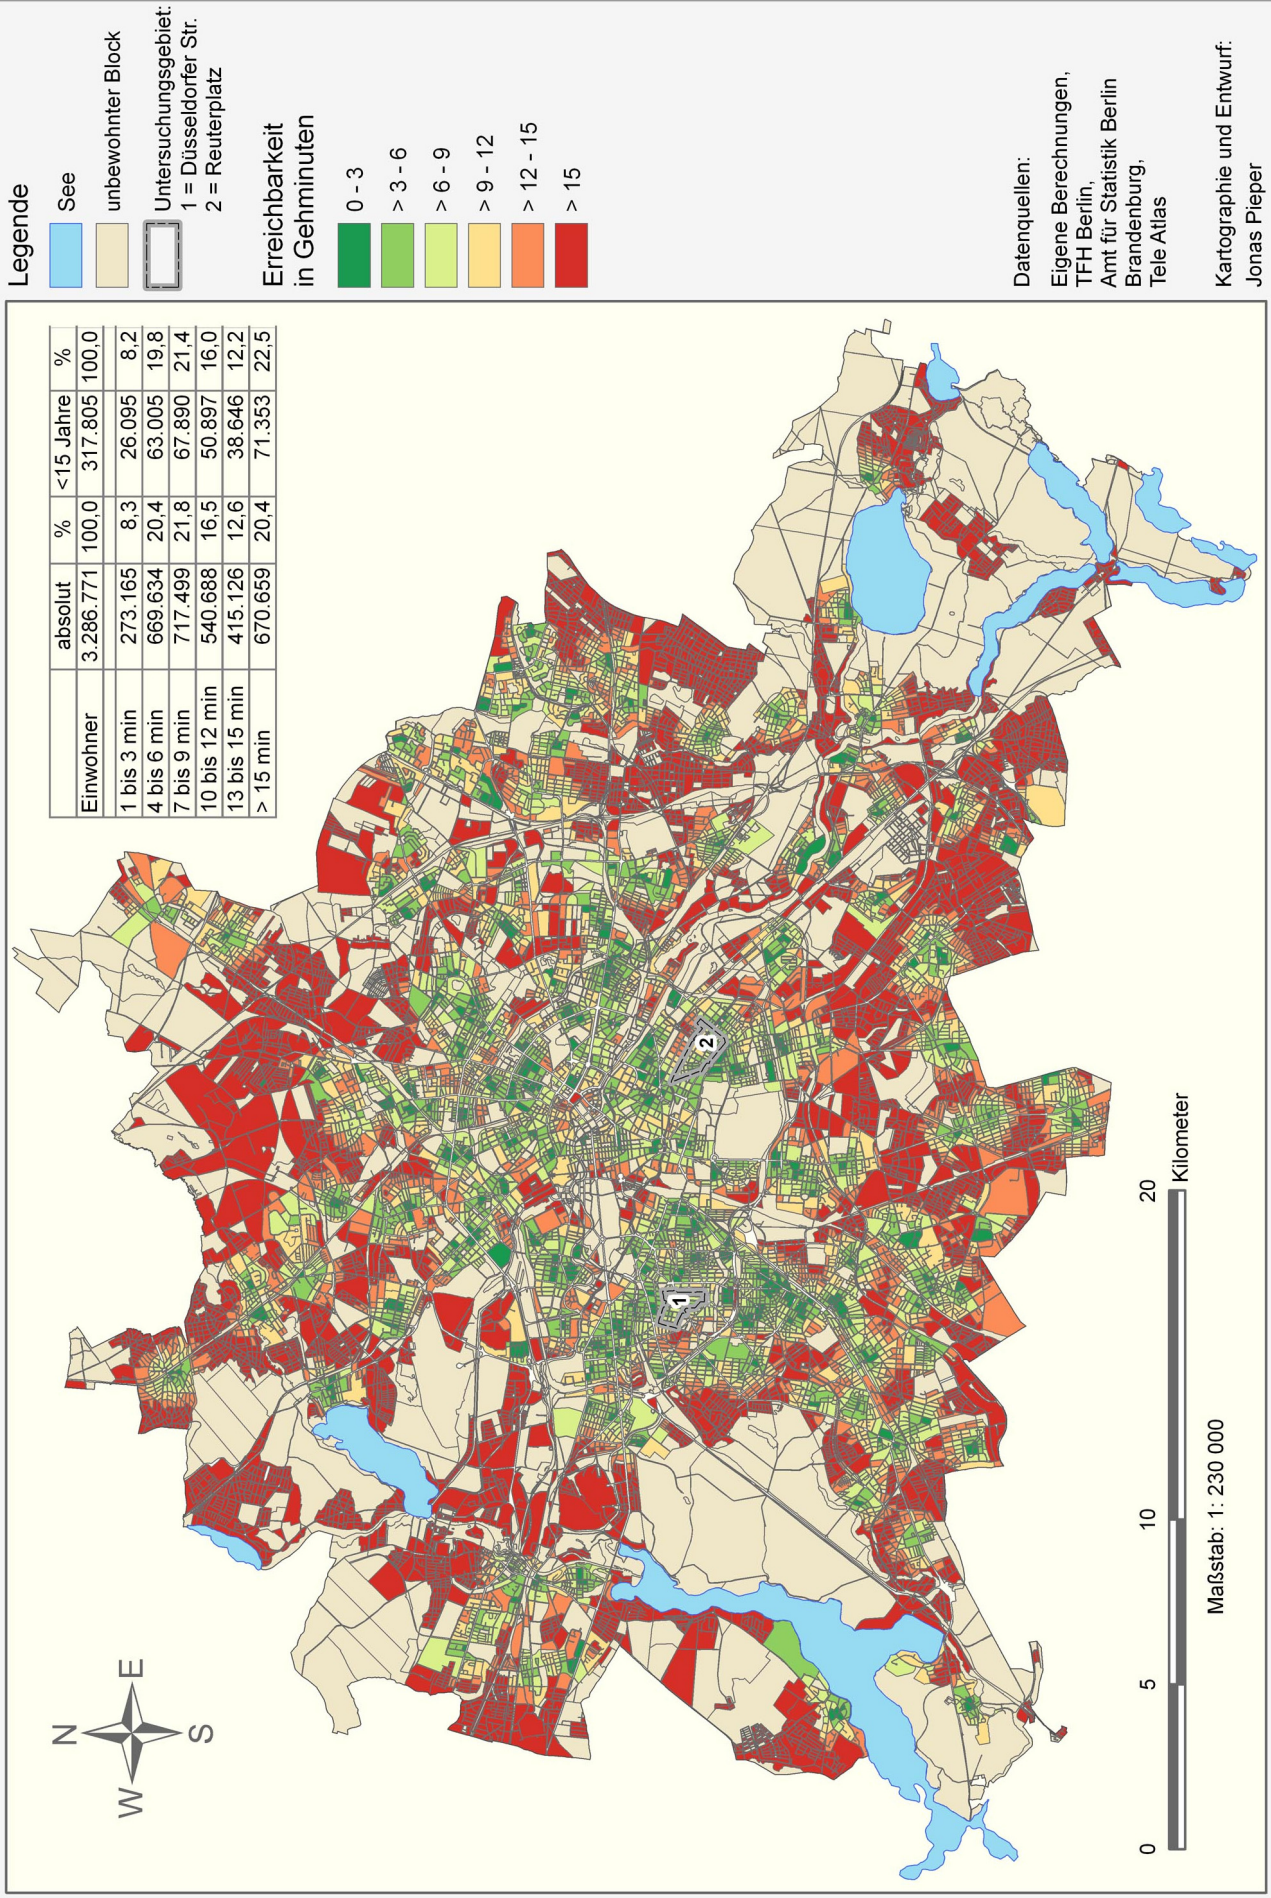 Legende
See
unbewohnter Block
Untersuchungsgebiet:
1 = Düsseldorfer Str.
2 = Reuterplatz
Erreichbarkeit
in Gehminuten
0 - 3
> 3 - 6
> 6 - 9
> 9 - 12
> 12 - 15
> 15
Datenquellen:
Eigene Berechnungen,
TFH Berlin,
Amt für Statistik Berlin
Brandenburg,
Tele Atlas
Kartographie und Entwurf:
Jonas Pieper
absolut % <15 Jahre %
Einwohner 3.286.771 100,0 317.805 100,0
1 bis 3 min 273.165 8,3 26.095 8,2
4 bis 6 min 669.634 20,4 63.005 19,8
7 bis 9 min 717.499 21,8 67.890 21,4
10 bis 12 min 540.688 16,5 50.897 16,0
13 bis 15 min 415.126 12,6 38.646 12,2
> 15 min 670.659 20,4 71.353 22,5
N
W E
S
1
2
0 5 10 20
Kilometer
Maßstab: 1: 230 000